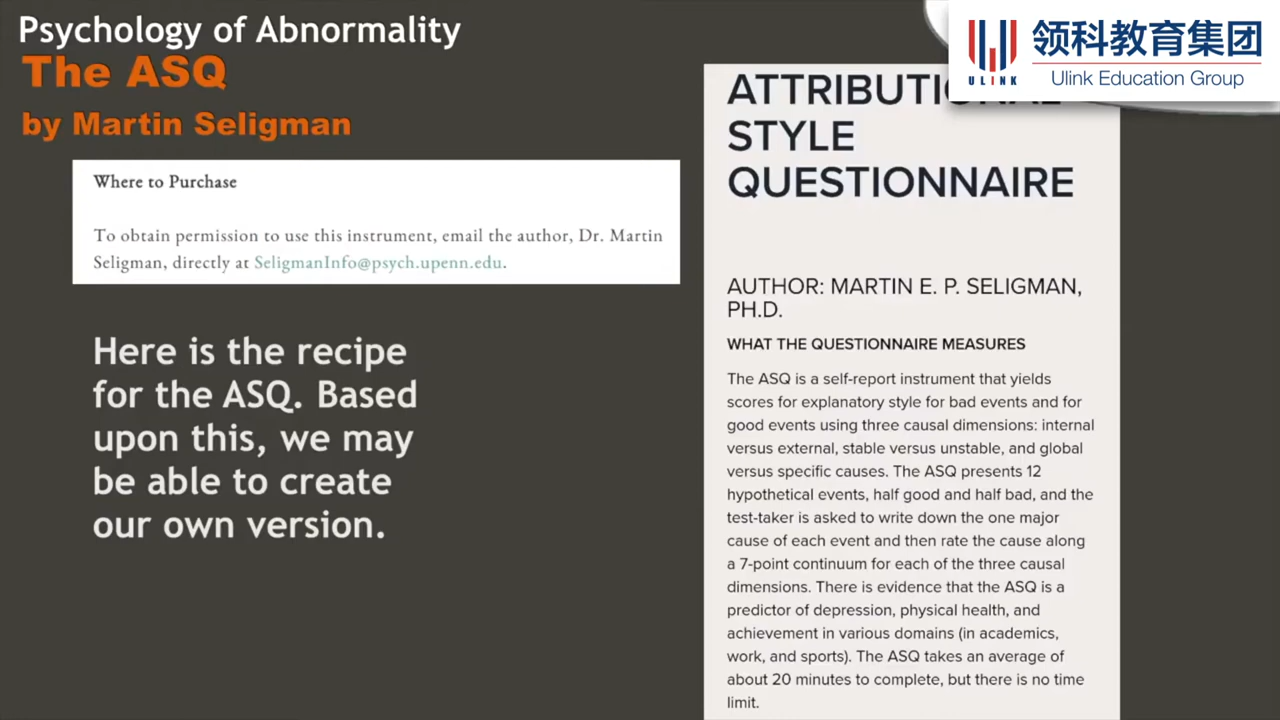 Psychology of Abnormality
The ASQ
by Martin Seligman
Where to Purchase
To obtain permission to use this instrument, email the author, Dr. Martin
Seligman, directly at SeligmanInfo@psych.upenn.edu.
Here is the recipe
for the ASQ. Based
upon this, we may
be able to create
our own version.
ULINK
领科教育集团
Ulink Education Group
ATTRIBUTIONAL
STYLE
QUESTIONNAIRE
AUTHOR: MARTIN E. P. SELIGMAN,
PH.D.
WHAT THE QUESTIONNAIRE MEASURES
The ASQ is a self-report instrument that yields
scores for explanatory style for bad events and for
good events using three causal dimensions: internal
versus external, stable versus unstable, and global
versus specific causes. The ASQ presents 12
hypothetical events, half good and half bad, and the
test-taker is asked to write down the one major
cause of each event and then rate the cause along
a 7-point continuum for each of the three causal
dimensions. There is evidence that the ASQ is a
predictor of depression, physical health, and
achievement in various domains (in academics,
work, and sports). The ASQ takes an average of
about 20 minutes to complete, but there is no time
limit.